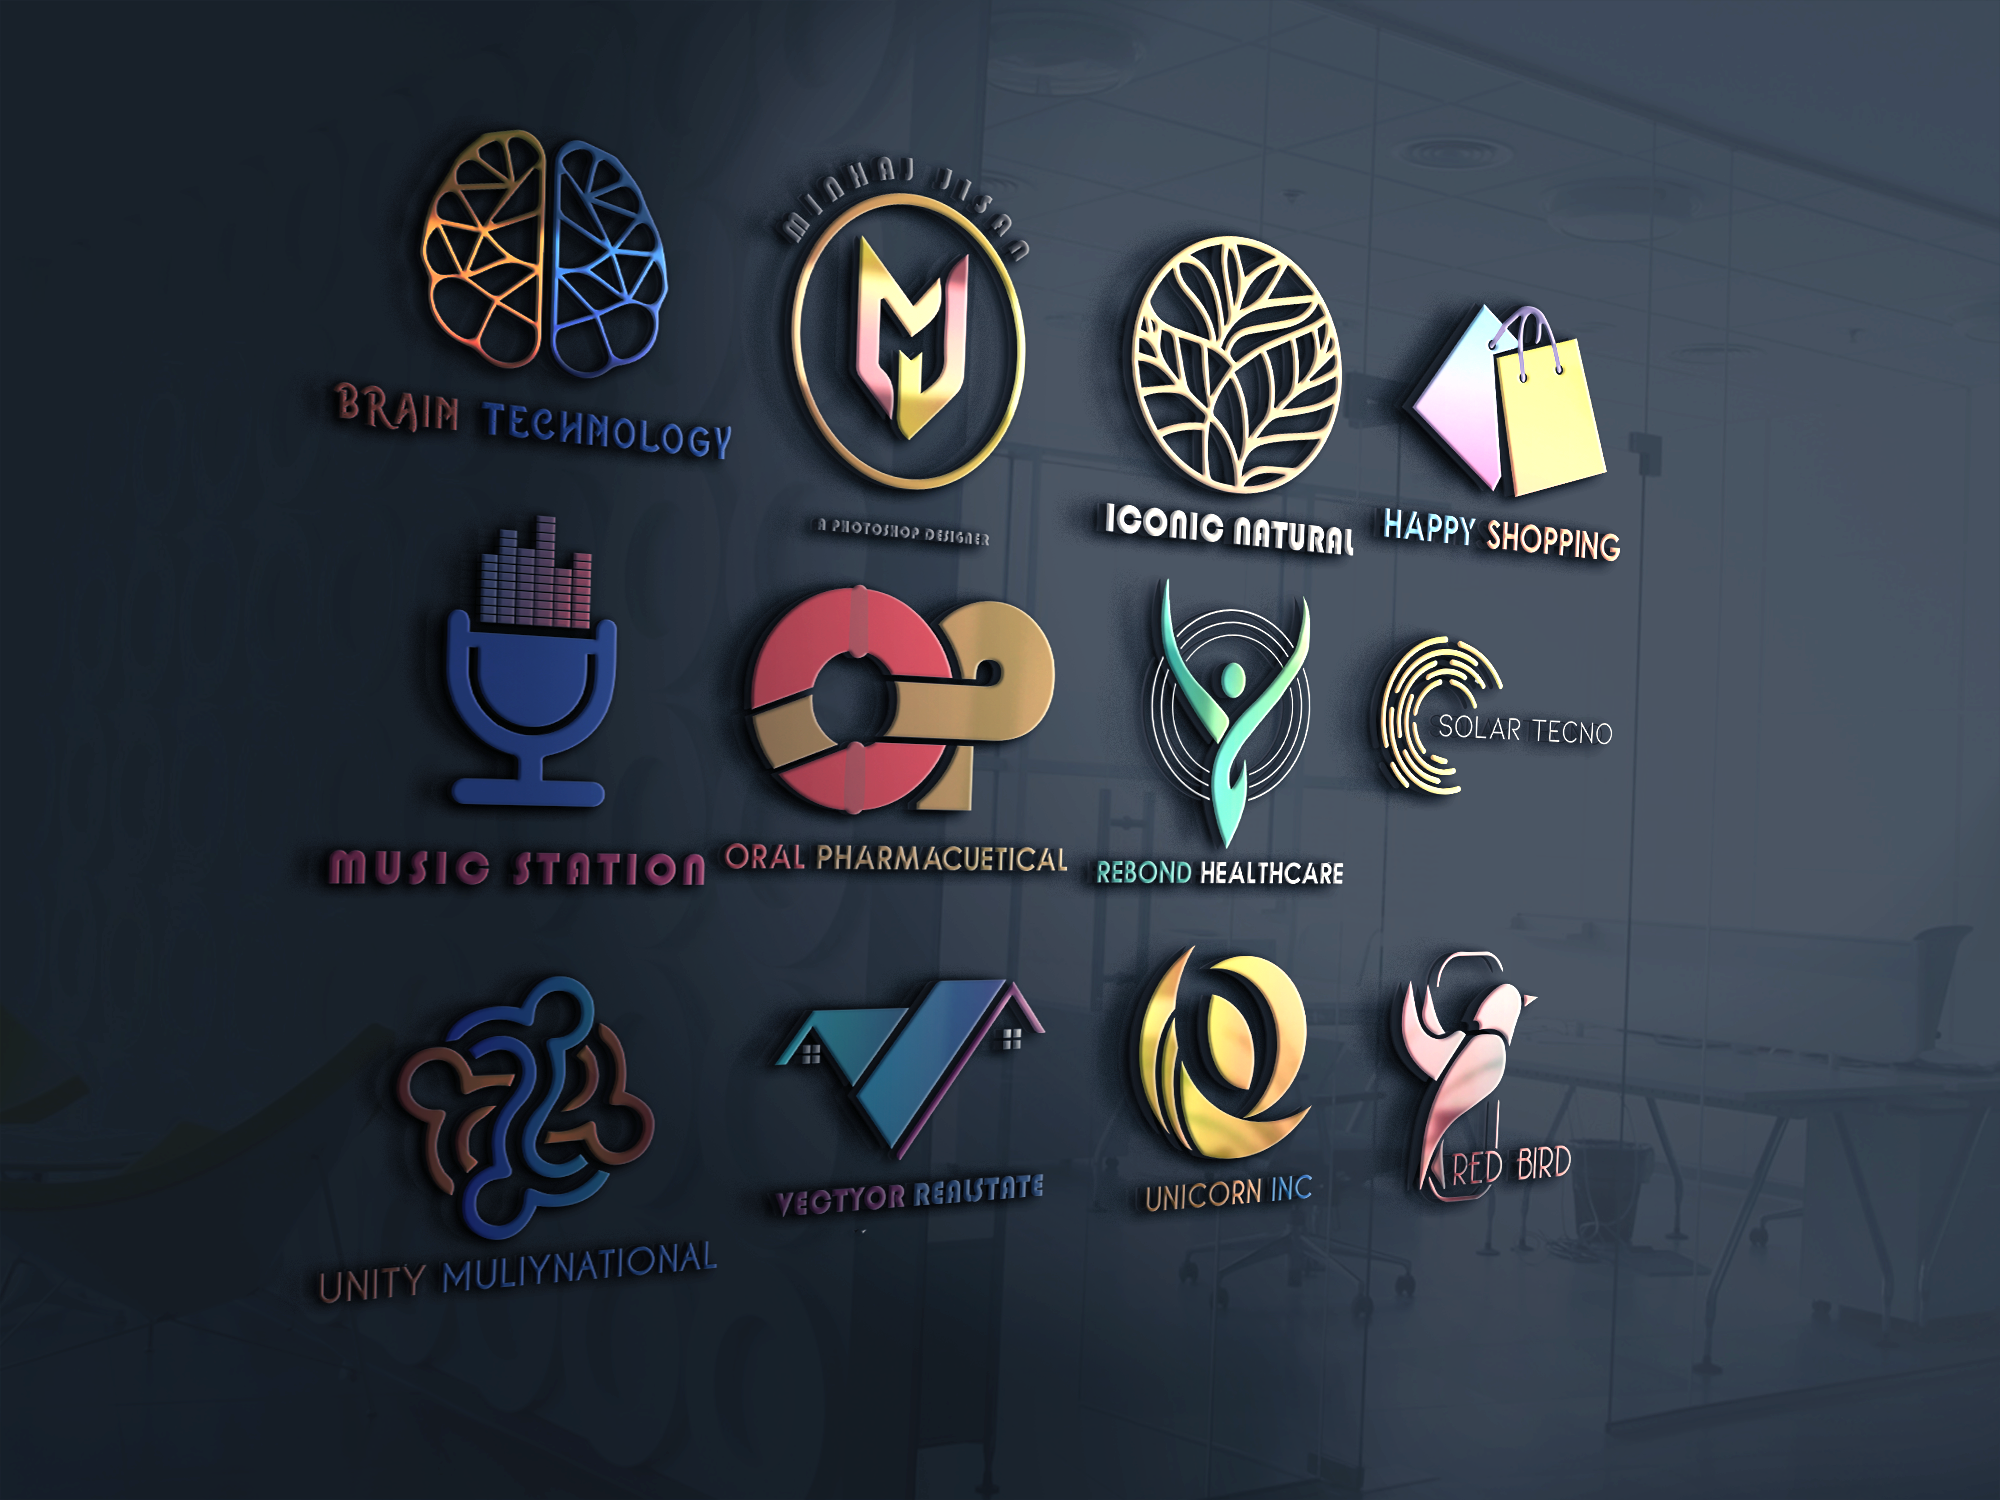 MINHAJ JISAN
BRAIN TECHNOLOGY
A PHOTOSHOP DESIGNER
ICONIC NATURAL
HAPPY SHOPPING
MUSIC STATION
ORAL PHARMACUETICAL
REBOND HEALTHCARE
SOLAR TECNO
UNITY MULIYNATIONAL
VECTYOR REALSTATE
UNICORN INC
RED BIRD